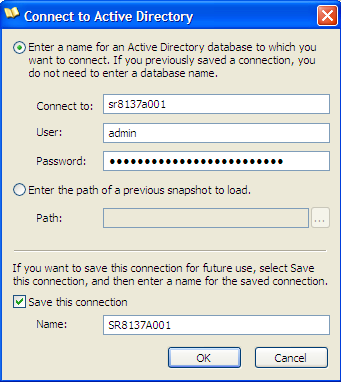 Connect to Active Directory
Enter a name for an Active Directory database to which you
want to connect. If you previously saved a connection, you
do not need to enter a database name.
Connect to: sr8137a001
User: admin
Password: ●●●●●●●●●●●●●●●●●●●●●●●●●●
Enter the path of a previous snapshot to load.
Path: ...
If you want to save this connection for future use, select Save
this connection, and then enter a name for the saved connection.
Save this connection
Name: SR8137A001
OK Cancel